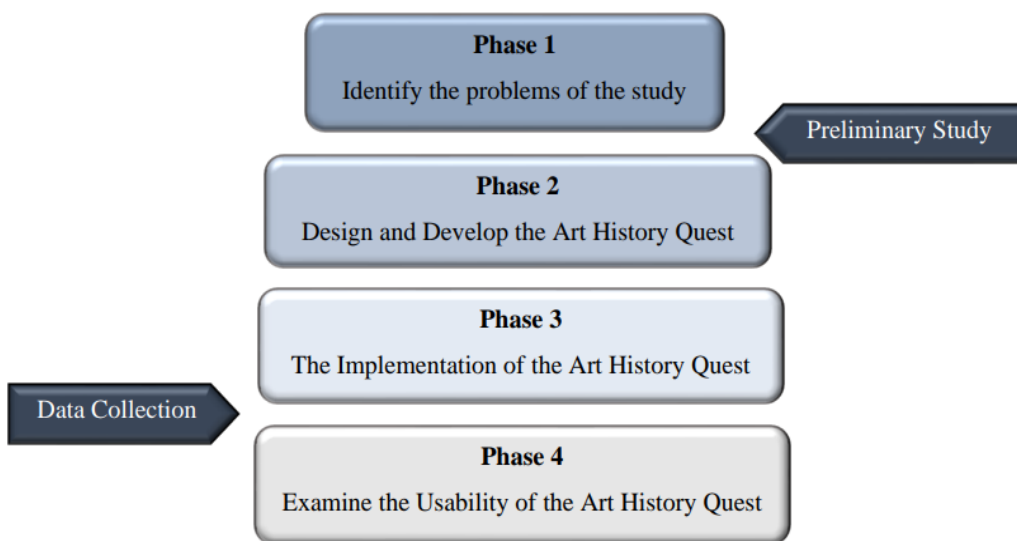 Phase 1
Identify the problems of the study
Preliminary Study
Phase 2
Design and Develop the Art History Quest
Phase 3
The Implementation of the Art History Quest
Data Collection
Phase 4
Examine the Usability of the Art History Quest